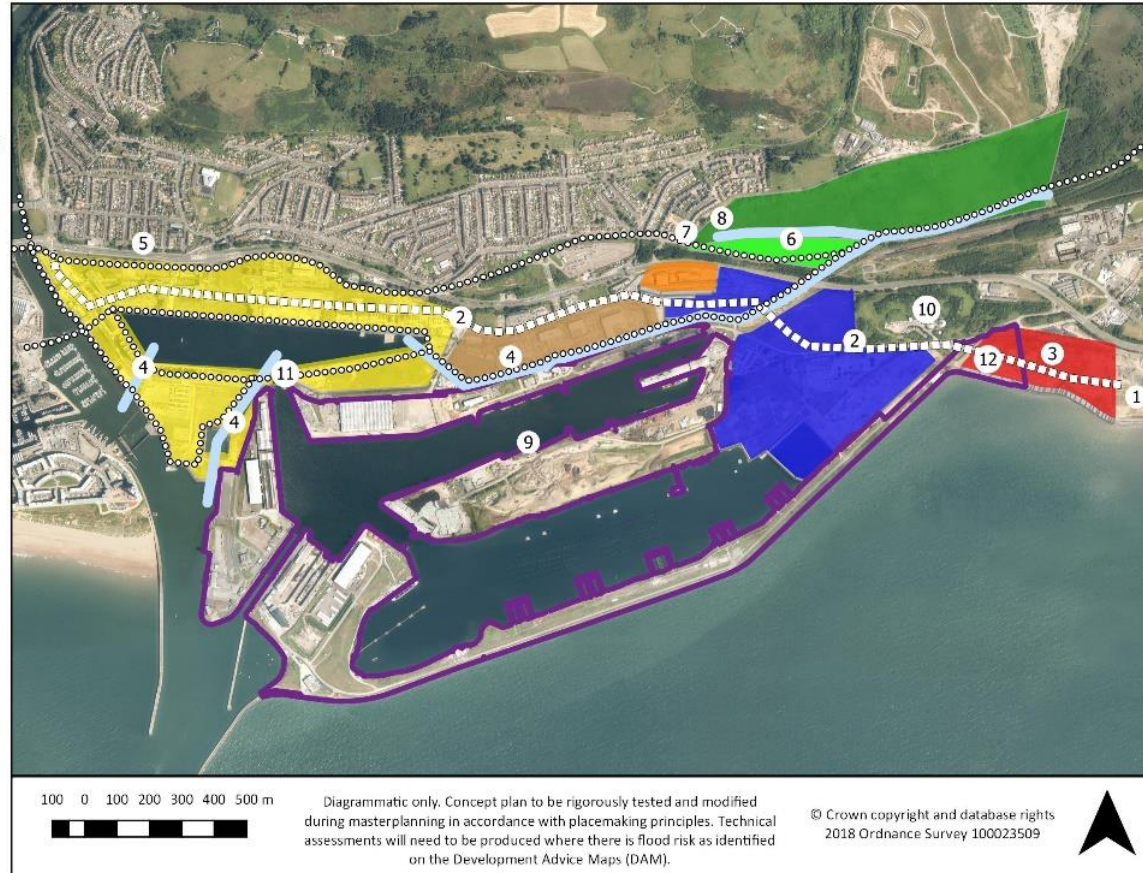 5
7
8
6
2
10
4
2
12
3
1
4
11
4
9
100 0 100 200 300 400 500 m
Diagrammatic only. Concept plan to be rigorously tested and modified
during masterplanning in accordance with placemaking principles. Technical
assessments will need to be produced where there is flood risk as identified
on the Development Advice Maps (DAM).
© Crown copyright and database rights
2018 Ordnance Survey 100023509